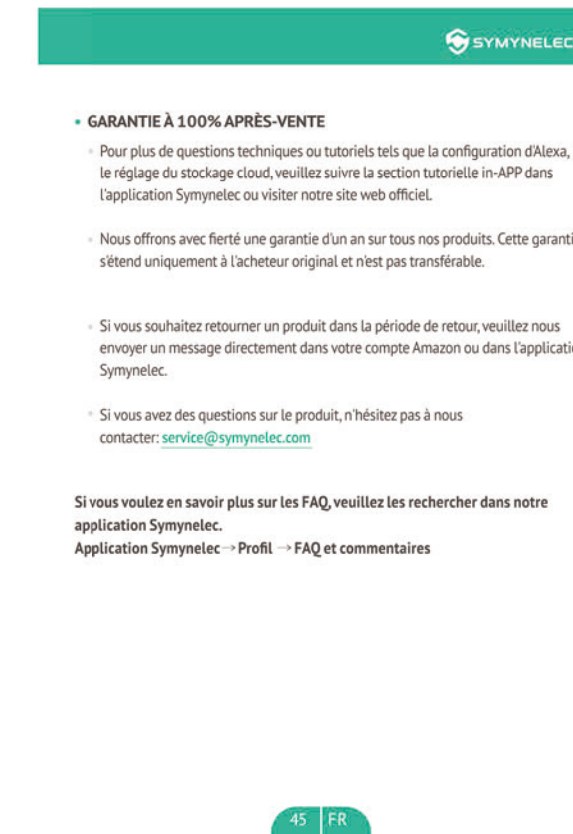 SYMYNELEC
• GARANTIE À 100% APRÈS-VENTE
Pour plus de questions techniques ou tutoriels tels que la configuration d'Alexa,
le réglage du stockage cloud, veuillez suivre la section tutorielle in-APP dans
l'application Symynelec ou visiter notre site web officiel.
Nous offrons avec fierté une garantie d'un an sur tous nos produits. Cette garanti
s'étend uniquement à l'acheteur original et n'est pas transférable.
Si vous souhaitez retourner un produit dans la période de retour, veuillez nous
envoyer un message directement dans votre compte Amazon ou dans l'applicati
Symynelec.
Si vous avez des questions sur le produit, n'hésitez pas à nous
contacter: service@symynelec.com
Si vous voulez en savoir plus sur les FAQ, veuillez les rechercher dans notre
application Symynelec.
Application Symynelec → Profil → FAQ et commentaires
45 FR